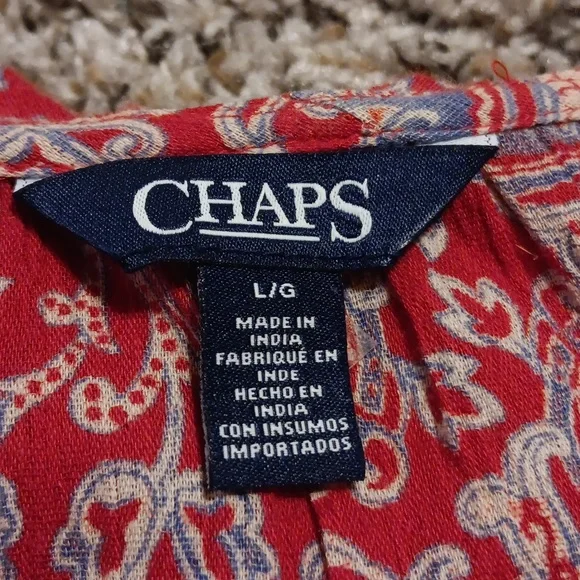 CHAPS
L/G
MADE IN
INDIA
FABRIQUÉ EN
INDE
HECHO EN
INDIA
CON INSUMOS
IMPORTADOS